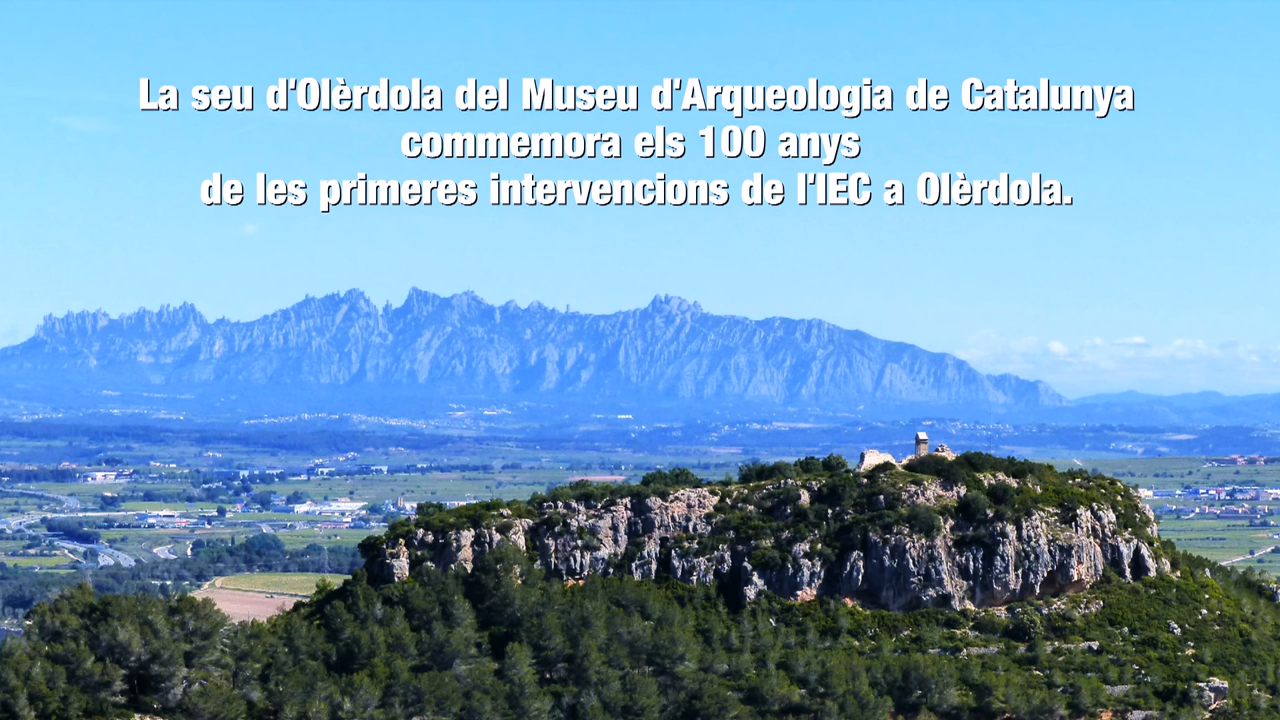 La seu d'Olèrdola del Museu d'Arqueologia de Catalunya
commemora els 100 anys
de les primeres intervencions de l'IEC a Olèrdola.